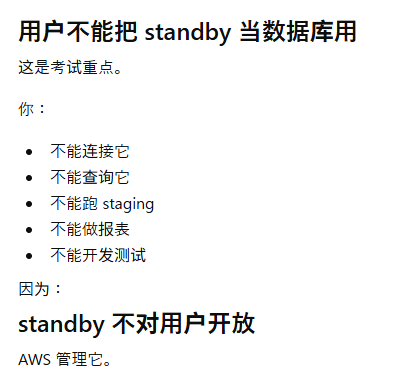 用户不能把 standby 当数据库用
这是考试重点。
你：
不能连接它
不能查询它
不能跑 staging
不能做报表
不能开发测试
因为：
standby 不对用户开放
AWS 管理它。